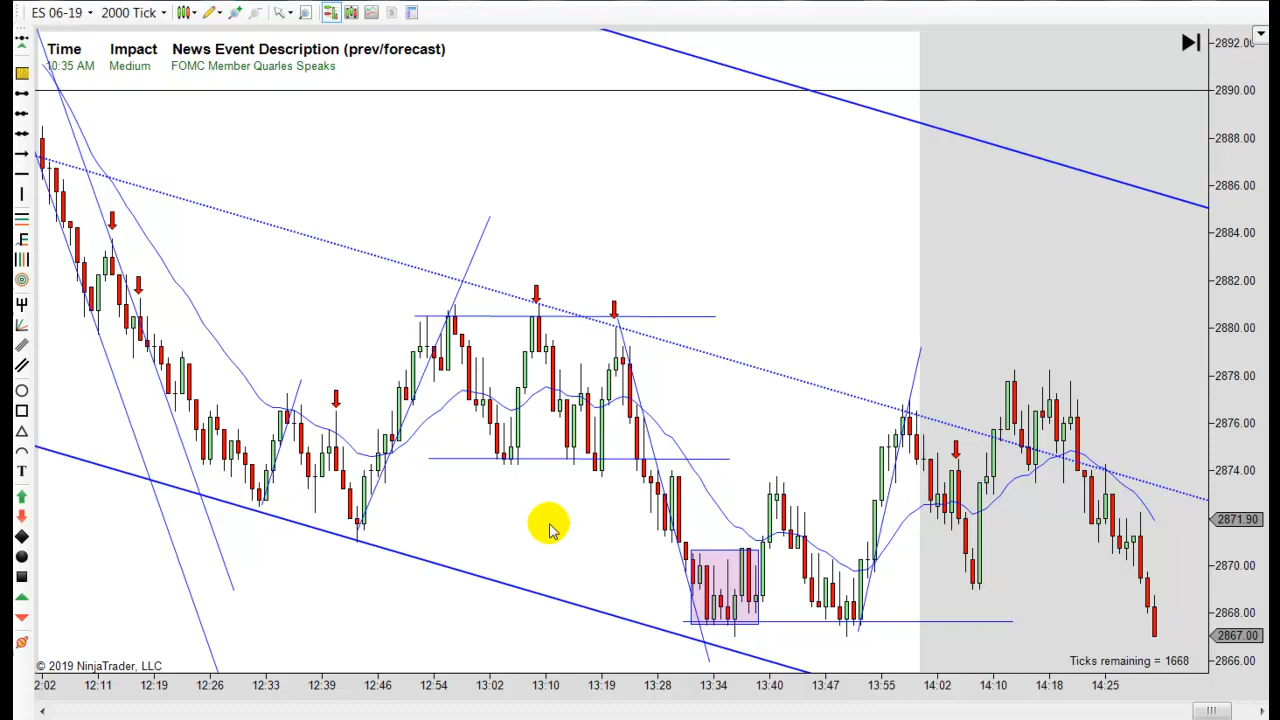 ES 06-19 2000 Tick
Time Impact News Event Description (prev/forecast)
10:35 AM Medium FOMC Member Quarles Speaks
2892.00
2890.00
2888.00
2886.00
2884.00
2882.00
2880.00
2878.00
2876.00
2874.00
2871.90
2870.00
2868.00
2867.00
2866.00
Ticks remaining = 1668
© 2019 NinjaTrader, LLC
2:02 12:11 12:19 12:26 12:33 12:39 12:46 12:54 13:02 13:10 13:19 13:28 13:34 13:40 13:47 13:55 14:02 14:10 14:18 14:25